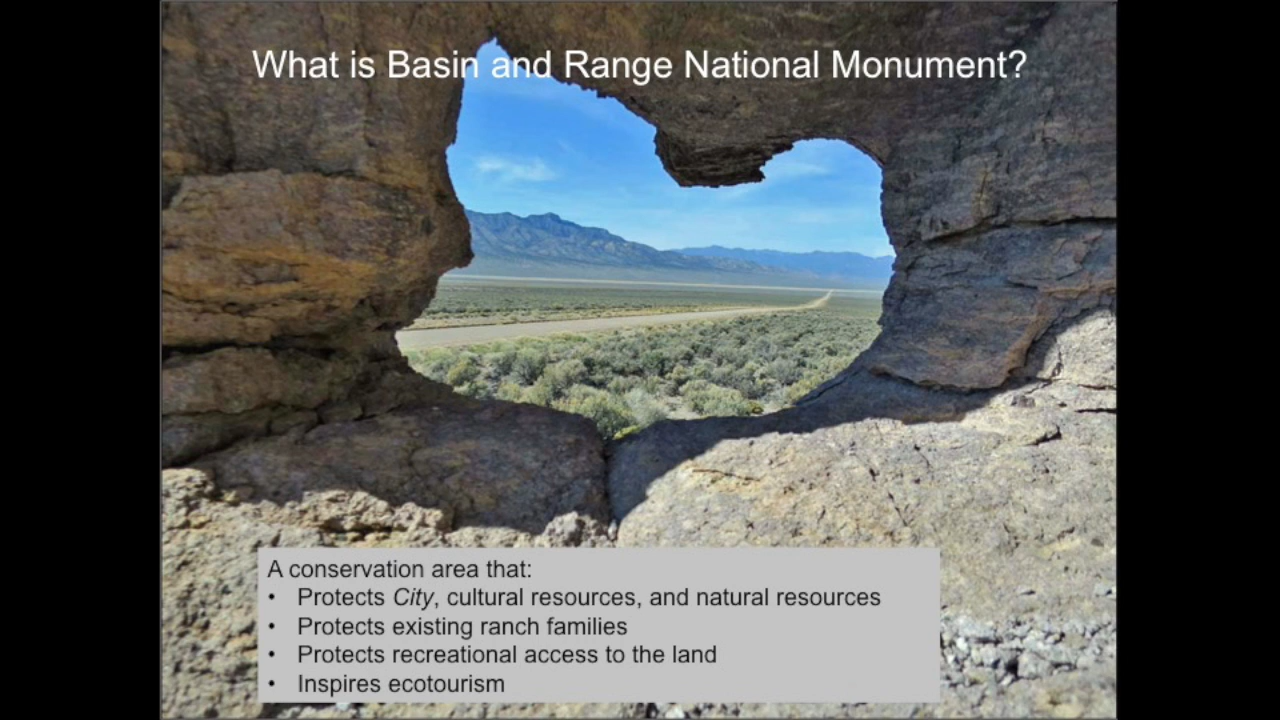 What is Basin and Range National Monument?
A conservation area that:
• Protects City, cultural resources, and natural resources
• Protects existing ranch families
• Protects recreational access to the land
• Inspires ecotourism